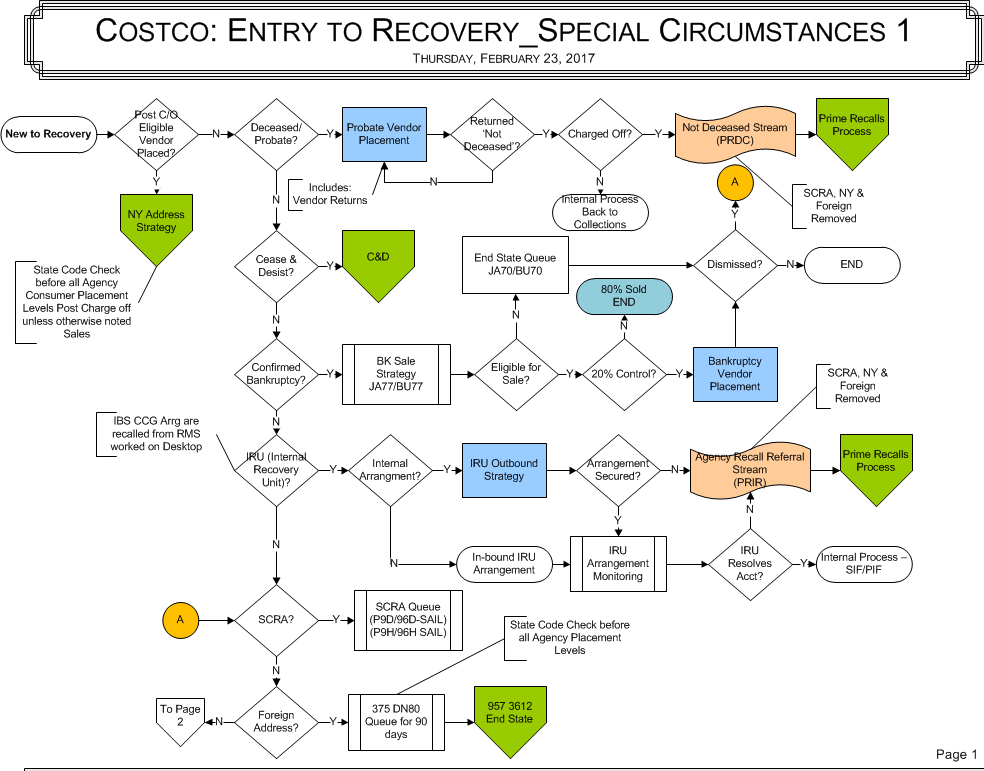 COSTCO: ENTRY TO RECOVERY_SPECIAL CIRCUMSTANCES 1
THURSDAY, FEBRUARY 23, 2017
New to Recovery
Post C/O
Eligible
Vendor
Placed?
N
Deceased/
Probate?
Y
Probate Vendor
Placement
Returned
‘Not
Deceased’?
Y
Charged Off?
Y
Not Deceased Stream
(PRDC)
Prime Recalls
Process
Y
N
N
N
Includes:
Vendor Returns
Internal Process
Back to
Collections
A
SCRA, NY &
Foreign
Removed
NY Address
Strategy
Y
State Code Check
before all Agency
Consumer Placement
Levels Post Charge off
unless otherwise noted
Sales
Cease &
Desist?
Y
C&D
End State Queue
JA70/BU70
Dismissed?
N
END
80% Sold
END
N
N
N
Confirmed
Bankruptcy?
Y
BK Sale
Strategy
JA77/BU77
Eligible for
Sale?
Y
20% Control?
Y
Bankruptcy
Vendor
Placement
SCRA, NY &
Foreign
Removed
N
IBS CCG Arrg are
recalled from RMS
worked on Desktop
IRU (Internal
Recovery
Unit)?
Y
Internal
Arrangment?
Y
IRU Outbound
Strategy
Arrangement
Secured?
N
Agency Recall Referral
Stream
(PRIR)
Prime Recalls
Process
Y
N
N
N
In-bound IRU
Arrangement
IRU
Arrangement
Monitoring
IRU
Resolves
Acct?
Y
Internal Process –
SIF/PIF
A
SCRA?
Y
SCRA Queue
(P9D/96D-SAIL)
(P9H/96H SAIL)
State Code Check before
all Agency Placement
Levels
N
To Page
2
N
Foreign
Address?
Y
375 DN80
Queue for 90
days
957 3612
End State
Page 1